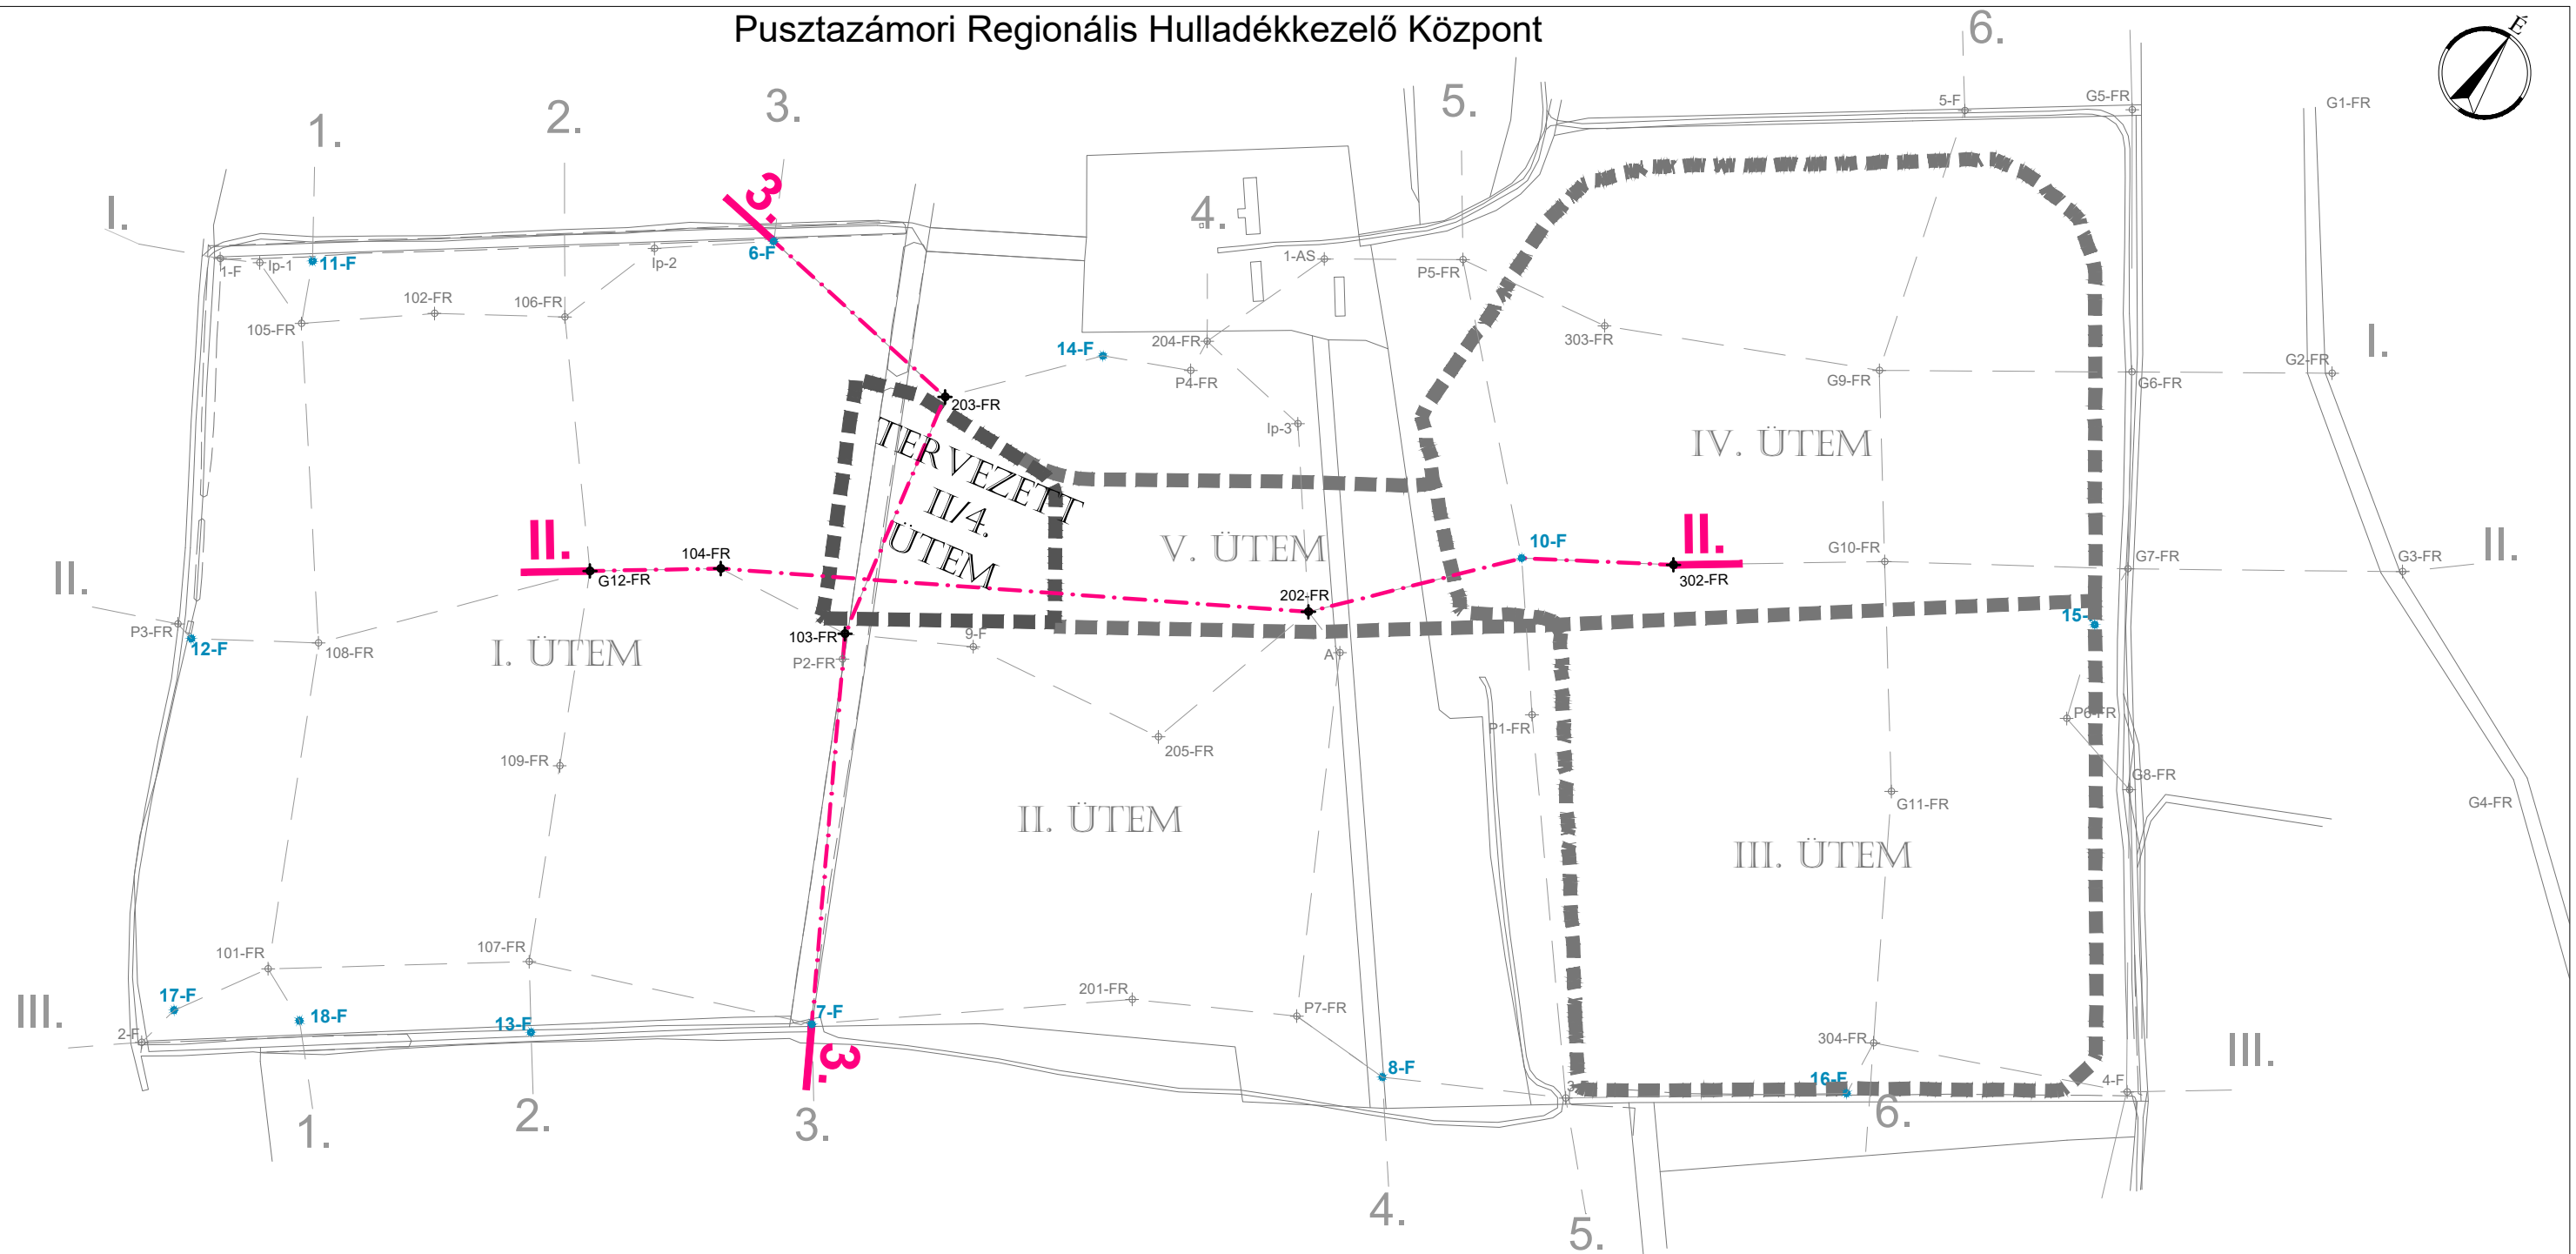 Pusztazámori Regionális Hulladékkezelő Központ
É
1.
2.
3.
4.
5.
6.
I.
3.
6-F
1-F
Ip-1
11-F
Ip-2
102-FR
106-FR
105-FR
1-AS
P5-FR
5-F
G5-FR
G1-FR
14-F
204-FR
P4-FR
303-FR
G9-FR
G6-FR
G2-FR
I.
203-FR
Ip-3
TERVEZETT
II/4.
ÜTEM
IV. ÜTEM
V. ÜTEM
II.
II.
104-FR
G12-FR
10-F
II.
302-FR
G10-FR
G7-FR
G3-FR
II.
202-FR
15-
P3-FR
12-F
108-FR
I. ÜTEM
103-FR
P2-FR
9-F
A
P1-FR
P6-FR
205-FR
109-FR
G8-FR
G11-FR
G4-FR
II. ÜTEM
III. ÜTEM
101-FR
107-FR
17-F
18-F
III.
2-F
13-F
7-F
201-FR
P7-FR
304-FR
III.
3.
8-F
16-F
4-F
1.
2.
3.
4.
5.
6.